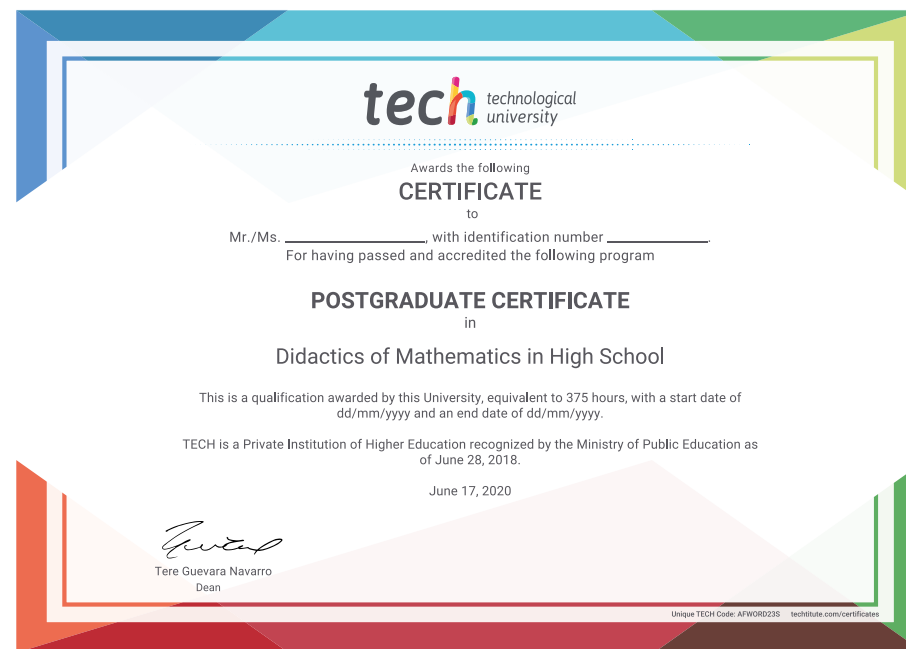 tech technological
university
Awards the following
CERTIFICATE
to
Mr./Ms. ____________________, with identification number ______________.
For having passed and accredited the following program
POSTGRADUATE CERTIFICATE
in
Didactics of Mathematics in High School
This is a qualification awarded by this University, equivalent to 375 hours, with a start date of
dd/mm/yyyy and an end date of dd/mm/yyyy.
TECH is a Private Institution of Higher Education recognized by the Ministry of Public Education as
of June 28, 2018.
June 17, 2020
Tere Guevara Navarro
Dean
Unique TECH Code: AFWORD23S techtitute.com/certificates